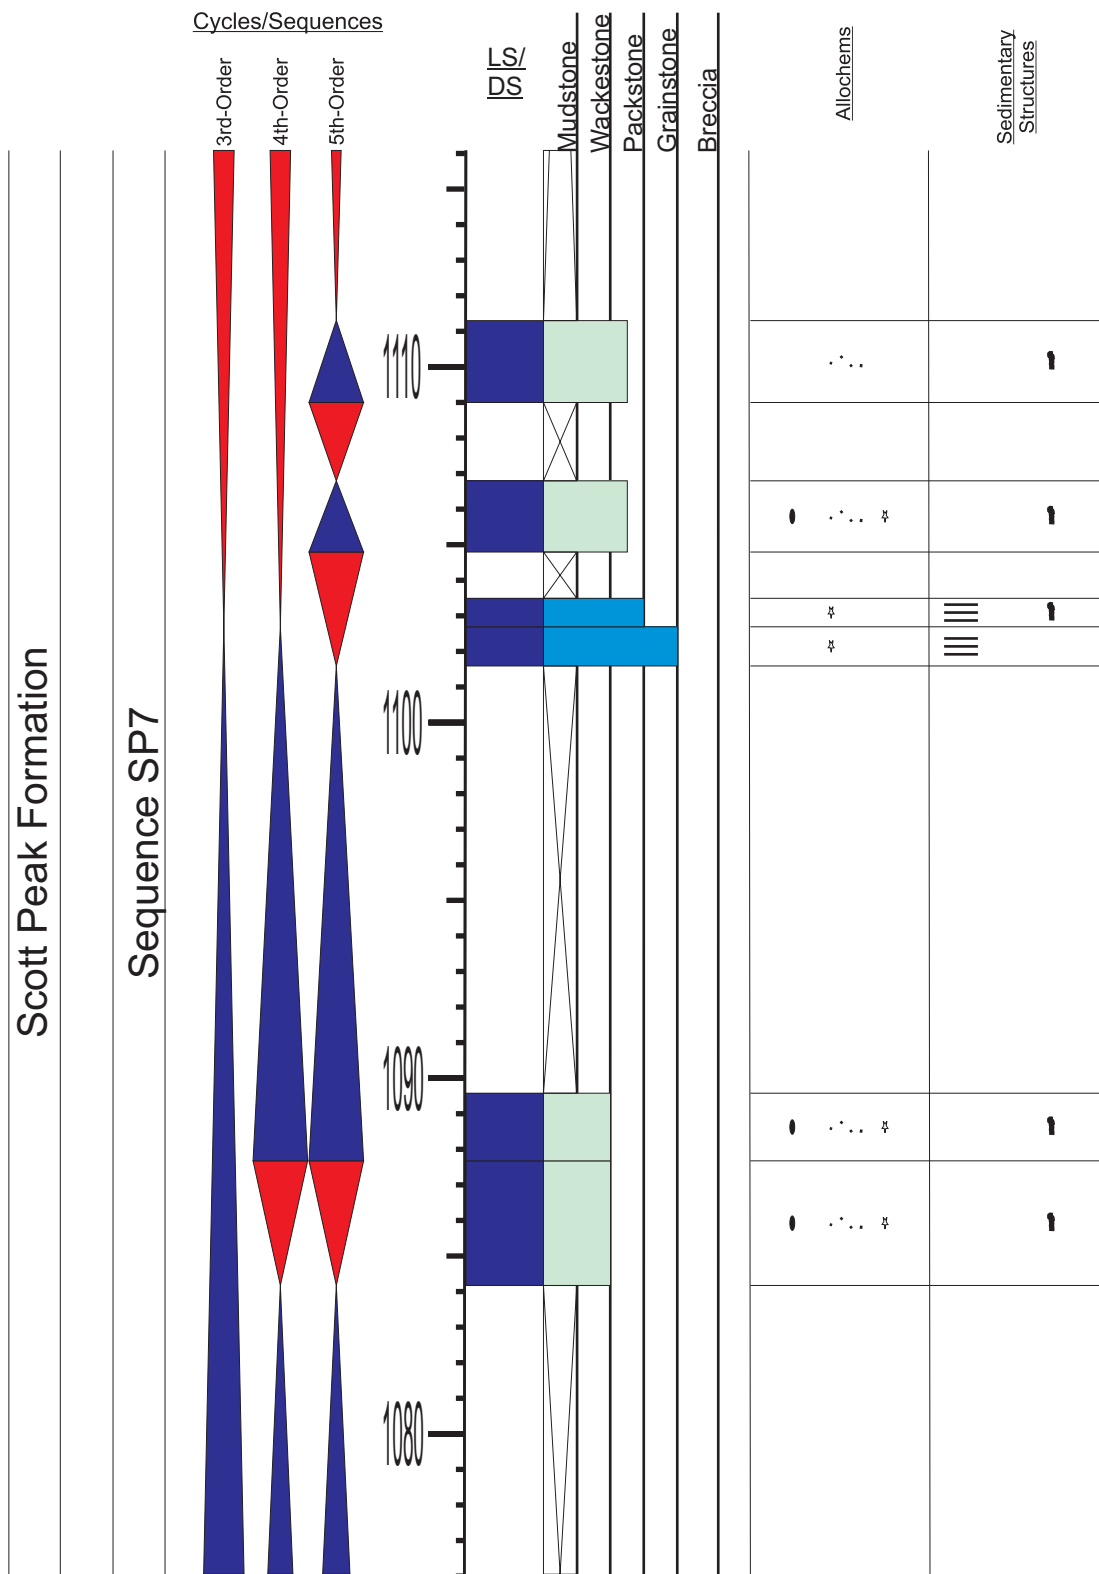 Cycles/Sequences
3rd-Order
4th-Order
5th-Order
LS/
DS
Mudstone
Wackestone
Packstone
Grainstone
Breccia
Allochems
Sedimentary
Structures
Scott Peak Formation
Sequence SP7
1110
1100
1090
1080